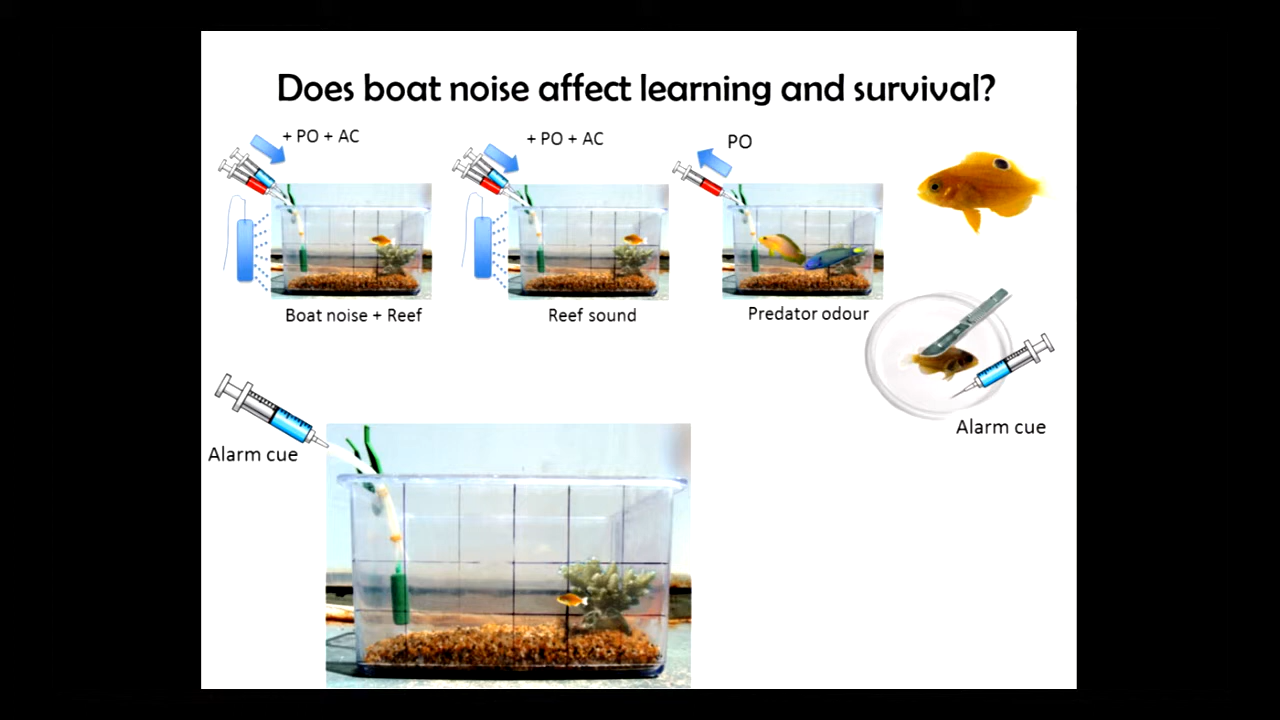 Does boat noise affect learning and survival?
+ PO + AC
+ PO + AC
PO
Boat noise + Reef
Reef sound
Predator odour
Alarm cue
Alarm cue